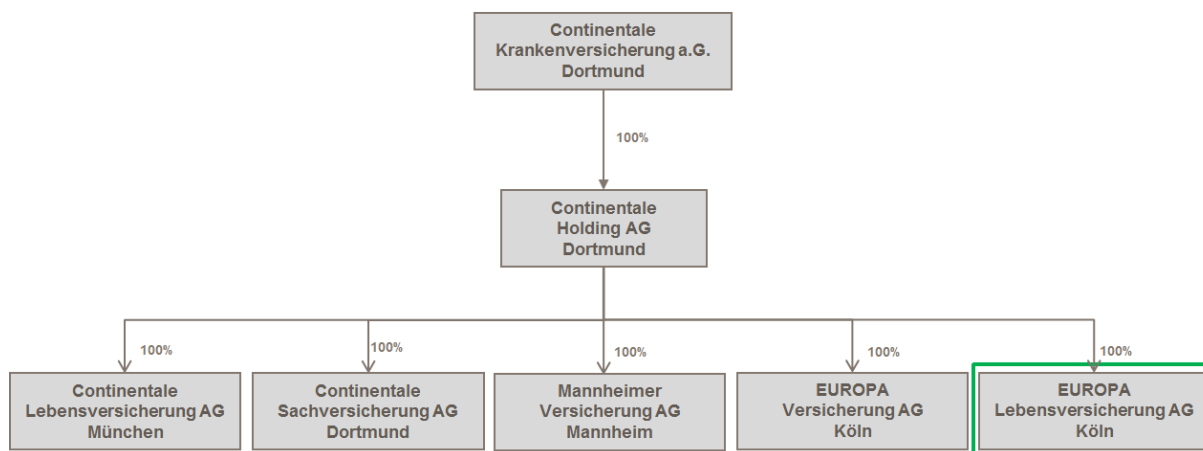 Continentale
Krankenversicherung a.G.
Dortmund
100%
Continentale
Holding AG
Dortmund
100%
100%
100%
100%
100%
Continentale
Lebensversicherung AG
München
Continentale
Sachversicherung AG
Dortmund
Mannheimer
Versicherung AG
Mannheim
EUROPA
Versicherung AG
Köln
EUROPA
Lebensversicherung AG
Köln